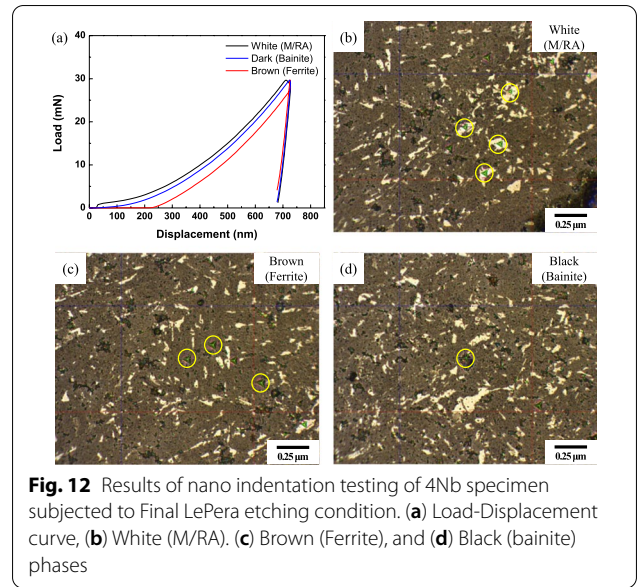 (a)
White (M/RA)
Dark (Bainite)
Brown (Ferrite)
Load (mN)
40
30
20
10
0
0 100 200 300 400 500 600 700 800
Displacement (nm)
(b)
White
(M/RA)
0.25 μm
(c)
Brown
(Ferrite)
0.25 μm
(d)
Black
(Bainite)
0.25 μm
Fig. 12 Results of nano indentation testing of 4Nb specimen
subjected to Final LePera etching condition. (a) Load-Displacement
curve, (b) White (M/RA). (c) Brown (Ferrite), and (d) Black (bainite)
phases